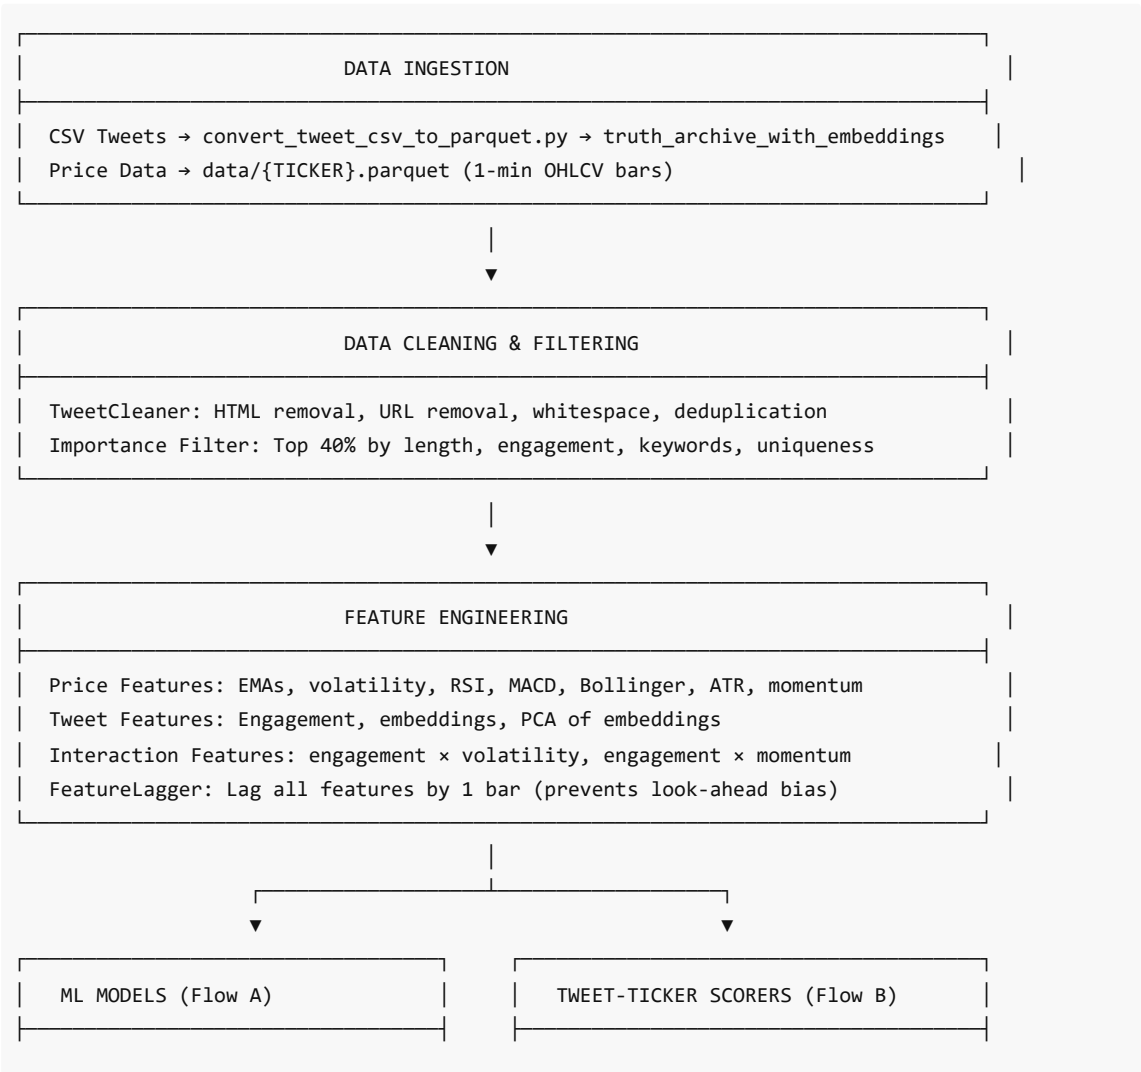 DATA INGESTION
CSV Tweets → convert_tweet_csv_to_parquet.py → truth_archive_with_embeddings
Price Data → data/{TICKER}.parquet (1-min OHLCV bars)
DATA CLEANING & FILTERING
TweetCleaner: HTML removal, URL removal, whitespace, deduplication
Importance Filter: Top 40% by length, engagement, keywords, uniqueness
FEATURE ENGINEERING
Price Features: EMAs, volatility, RSI, MACD, Bollinger, ATR, momentum
Tweet Features: Engagement, embeddings, PCA of embeddings
Interaction Features: engagement × volatility, engagement × momentum
FeatureLagger: Lag all features by 1 bar (prevents look-ahead bias)
ML MODELS (Flow A)
TWEET-TICKER SCORERS (Flow B)